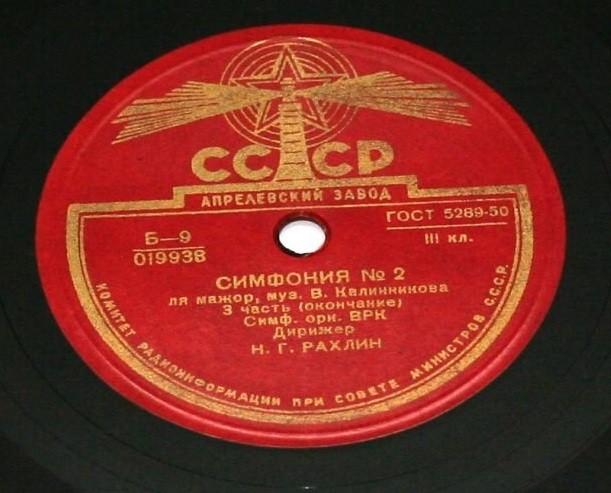 СССР
АПРЕЛЕВСКИЙ ЗАВОД
ГОСТ 5289-50
Б—9
III кл.
019938
СИМФОНИЯ № 2
ля мажор, муз. В. Калинникова
3 часть (окончание)
Симф. орк. ВРК
Дирижер
Н. Г. РАХЛИН
КОМИТЕТ РАДИОИНФОРМАЦИИ ПРИ СОВЕТЕ МИНИСТРОВ СССР.